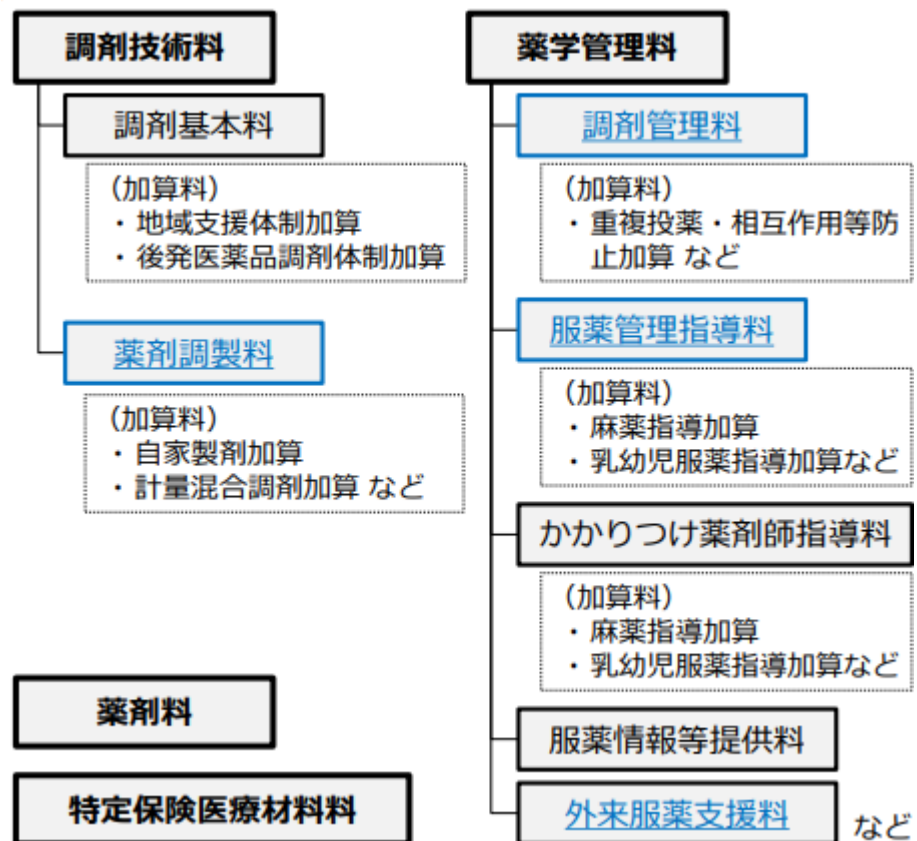 調剤技術料
調剤基本料
（加算料）
・地域支援体制加算
・後発医薬品調剤体制加算
薬剤調製料
（加算料）
・自家製剤加算
・計量混合調剤加算 など
薬剤料
特定保険医療材料料
薬学管理料
調剤管理料
（加算料）
・重複投薬・相互作用等防
止加算 など
服薬管理指導料
（加算料）
・麻薬指導加算
・乳幼児服薬指導加算など
かかりつけ薬剤師指導料
（加算料）
・麻薬指導加算
・乳幼児服薬指導加算など
服薬情報等提供料
外来服薬支援料
など